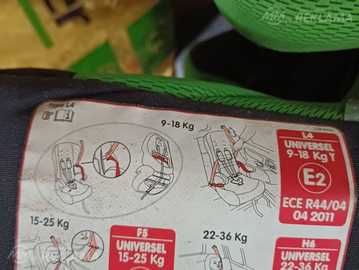 REKLAMA
9-18 Kg
L4
UNIVERSEL
9-18 Kg Y
E2
ECE R44/04
04 2011
15-25 Kg
F5
UNIVERSEL
15-25 KG
22-36 Kg
H6
UNIVERSEL
22-36 KG